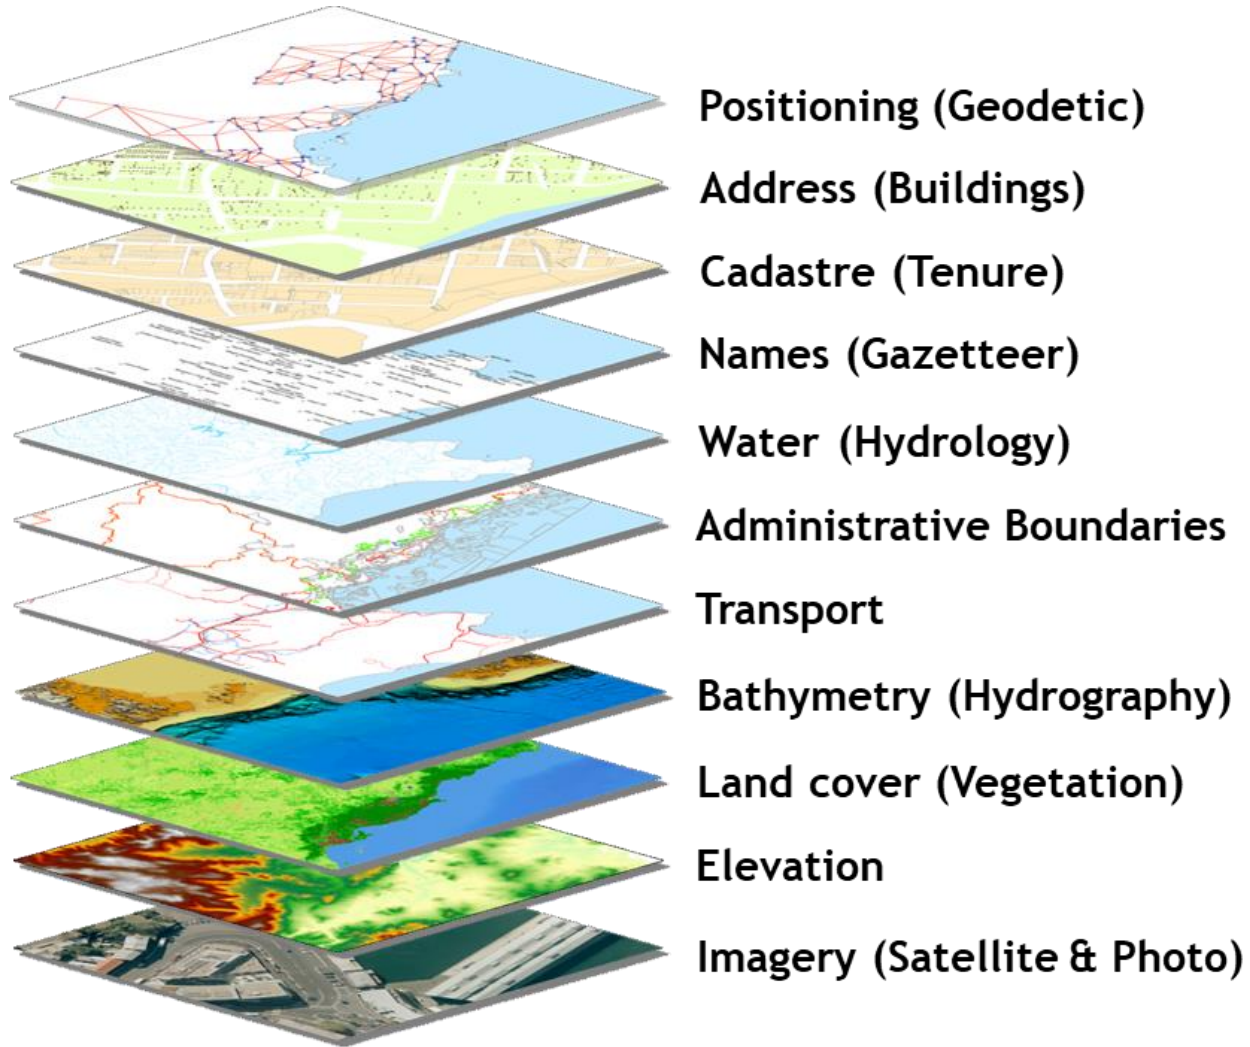 Positioning (Geodetic)
Address (Buildings)
Cadastre (Tenure)
Names (Gazetteer)
Water (Hydrology)
Administrative Boundaries
Transport
Bathymetry (Hydrography)
Land cover (Vegetation)
Elevation
Imagery (Satellite & Photo)